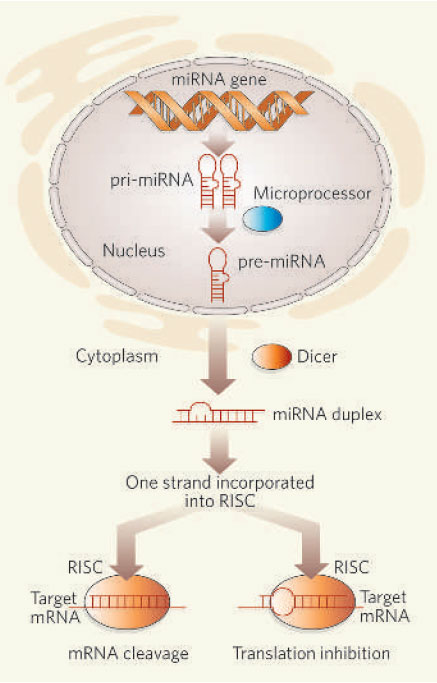 miRNA gene
pri-miRNA
Microprocessor
Nucleus
pre-miRNA
Cytoplasm
Dicer
miRNA duplex
One strand incorporated
into RISC
RISC
Target
mRNA
mRNA cleavage
RISC
Target
mRNA
Translation inhibition